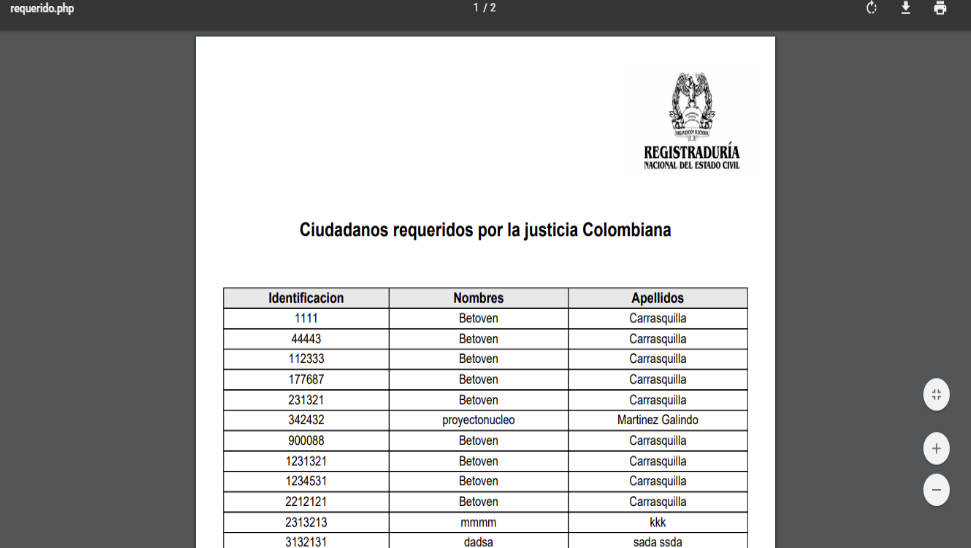 requerido.php
1 / 2
REGISTRADURÍA
NACIONAL DEL ESTADO CIVIL
Ciudadanos requeridos por la justicia Colombiana
Identificacion Nombres Apellidos
1111 Betoven Carrasquilla
44443 Betoven Carrasquilla
112333 Betoven Carrasquilla
177687 Betoven Carrasquilla
231321 Betoven Carrasquilla
342432 proyectonucleo Martinez Galindo
900088 Betoven Carrasquilla
1231321 Betoven Carrasquilla
1234531 Betoven Carrasquilla
2212121 Betoven Carrasquilla
2313213 mmmm kkk
3132131 dadsa sada ssda